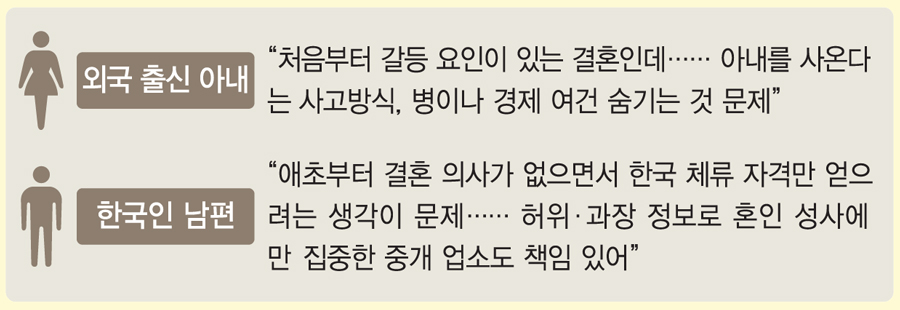 외국 출신 아내
“처음부터 갈등 요인이 있는 결혼인데…… 아내를 사온다
는 사고방식, 병이나 경제 여건 숨기는 것 문제”
한국인 남편
“애초부터 결혼 의사가 없으면서 한국 체류 자격만 얻으
려는 생각이 문제…… 허위·과장 정보로 혼인 성사에
만 집중한 중개 업소도 책임 있어”